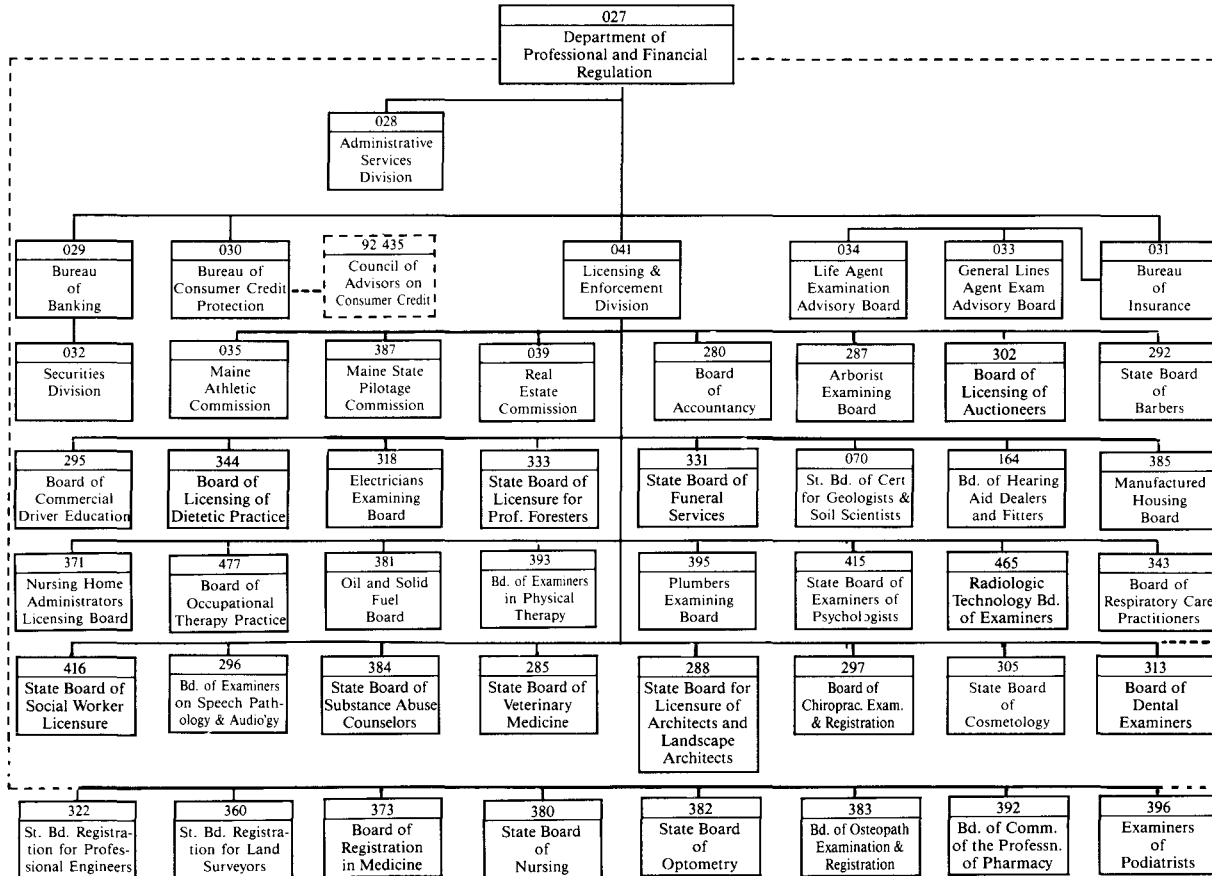 027
Department of
Professional and Financial
Regulation
028
Administrative
Services
Division
029
Bureau
of
Banking
030
Bureau of
Consumer Credit
Protection
92 435
Council of
Advisors on
Consumer Credit
041
Licensing &
Enforcement
Division
034
Life Agent
Examination
Advisory Board
033
General Lines
Agent Exam
Advisory Board
031
Bureau
of
Insurance
032
Securities
Division
035
Maine
Athletic
Commission
387
Maine State
Pilotage
Commission
039
Real
Estate
Commission
280
Board
of
Accountancy
287
Arborist
Examining
Board
302
Board of
Licensing
of Auctioneers
292
State Board
of
Barbers
295
Board of
Commercial
Driver Education
344
Board of
Licensing of
Dietetic Practice
318
Electricians
Examining
Board
333
State Board of
Licensure for
Prof. Foresters
331
State Board of
Funeral
Services
070
St. Bd. of Cert
for Geologists &
Soil Scientists
164
Bd. of Hearing
Aid Dealers
and Fitters
385
Manufactured
Housing
Board
371
Nursing Home
Administrators
Licensing Board
477
Board of
Occupational
Therapy Practice
381
Oil and Solid
Fuel
Board
393
Bd. of Examiners
in Physical
Therapy
395
Plumbers
Examining
Board
415
State Board of
Examiners of
Psychologists
465
Radiologic
Technology Bd.
of Examiners
343
Board of
Respiratory Care
Practitioners
416
State Board of
Social Worker
Licensure
296
Bd. of Examiners
on Speech Path-
ology & Audio'gy
384
State Board of
Substance Abuse
Counselors
285
State Board of
Veterinary
Medicine
288
State Board for
Licensure of
Architects and
Landscape
Architects
297
Board of
Chiroprac. Exam.
& Registration
305
State Board
of
Cosmetology
313
Board of
Dental
Examiners
322
St. Bd. Registra-
tion for Profes-
sional Engineers
360
St. Bd. Registra-
tion for Land
Surveyors
373
Board of
Registration
in Medicine
380
State Board
of
Nursing
382
State Board
of
Optometry
383
Bd. of Osteopath
Examination &
Registration
392
Bd. of Comm.
of the Professn.
of Pharmacy
396
Examiners
of
Podiatrists